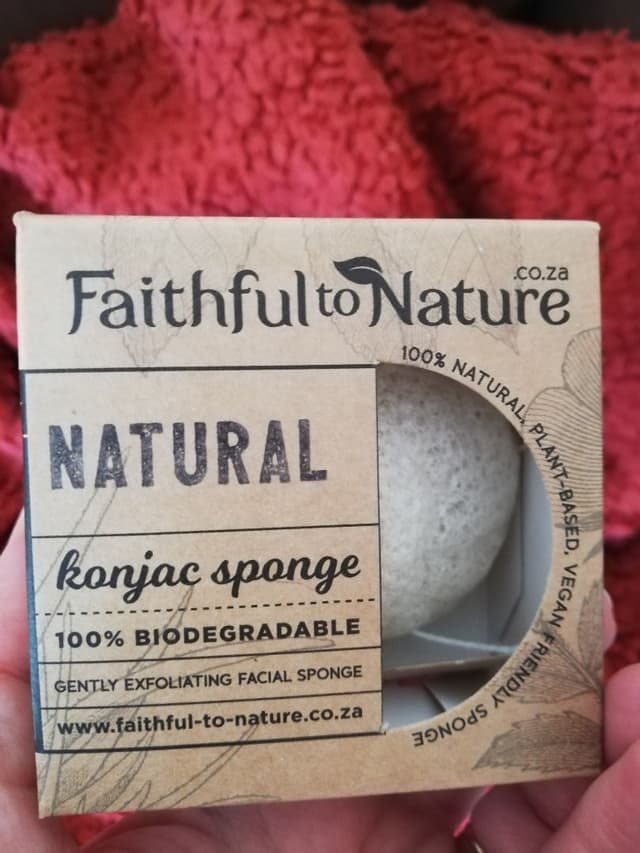 Faithful to Nature .co.za
100% NATURAL, PLANT-BASED, VEGAN FRIENDLY SPONGE
NATURAL
konjac sponge
100% BIODEGRADABLE
GENTLY EXFOLIATING FACIAL SPONGE
www.faithful-to-nature.co.za